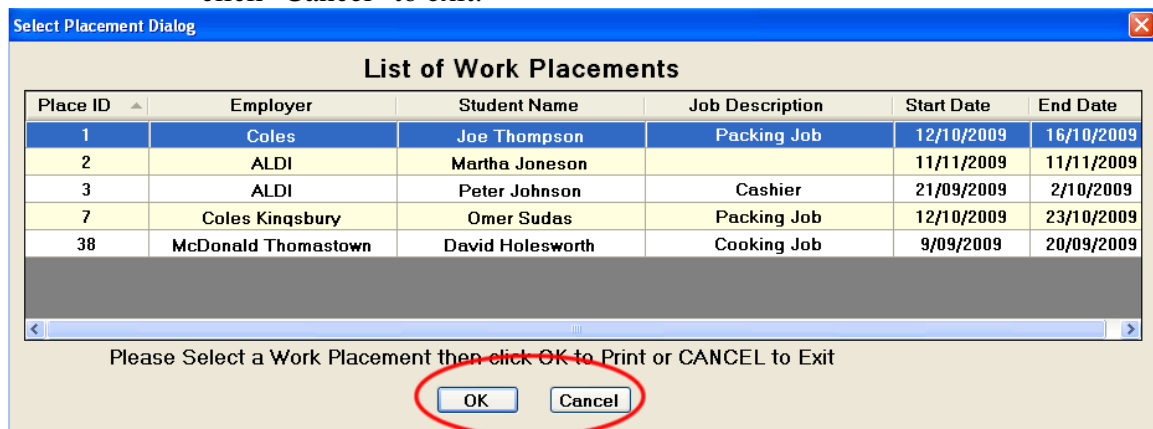 Select Placement Dialog
List of Work Placements
Place ID Employer Student Name Job Description Start Date End Date
1 Coles Joe Thompson Packing Job 12/10/2009 16/10/2009
2 ALDI Martha Joneson 11/11/2009 11/11/2009
3 ALDI Peter Johnson Cashier 21/09/2009 2/10/2009
7 Coles Kingsbury Omer Sudas Packing Job 12/10/2009 23/10/2009
38 McDonald Thomastown David Holesworth Cooking Job 9/09/2009 20/09/2009
Please Select a Work Placement then click OK to Print or CANCEL to Exit
OK Cancel